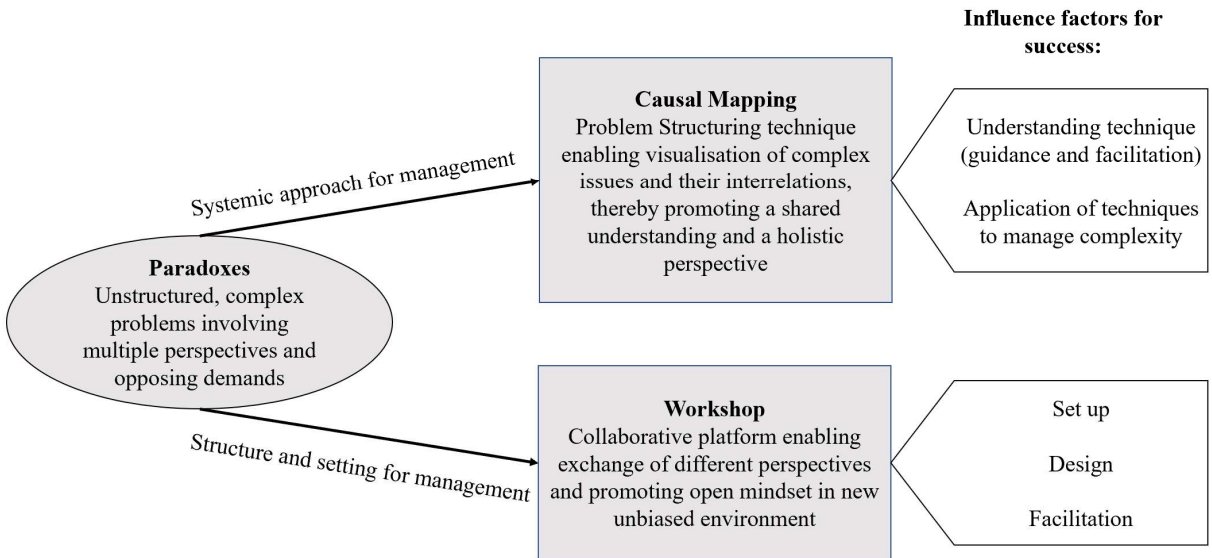 Influence factors for
success:
Causal Mapping
Problem Structuring technique
enabling visualisation of complex
issues and their interrelations,
thereby promoting a shared
understanding and a holistic
perspective
Understanding technique
(guidance and facilitation)
Application of techniques
to manage complexity
Systemic approach for management
Paradoxes
Unstructured, complex
problems involving
multiple perspectives and
opposing demands
Structure and setting for management
Workshop
Collaborative platform enabling
exchange of different perspectives
and promoting open mindset in new
unbiased environment
Set up
Design
Facilitation